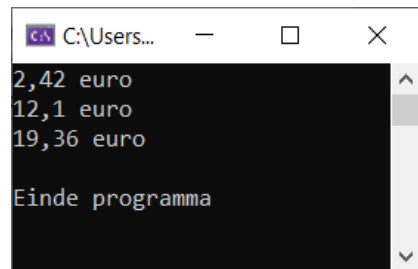 C:\Users...
2,42 euro
12,1 euro
19,36 euro
Einde programma